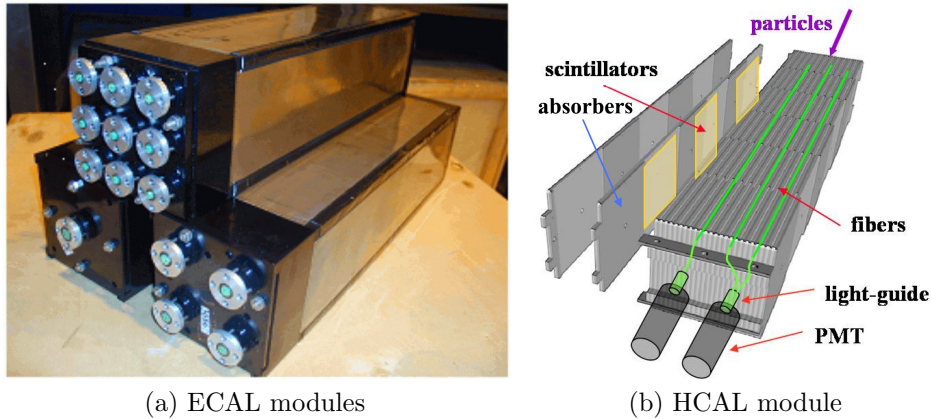 particles
scintillators
absorbers
fibers
light-guide
PMT
(a) ECAL modules
(b) HCAL module